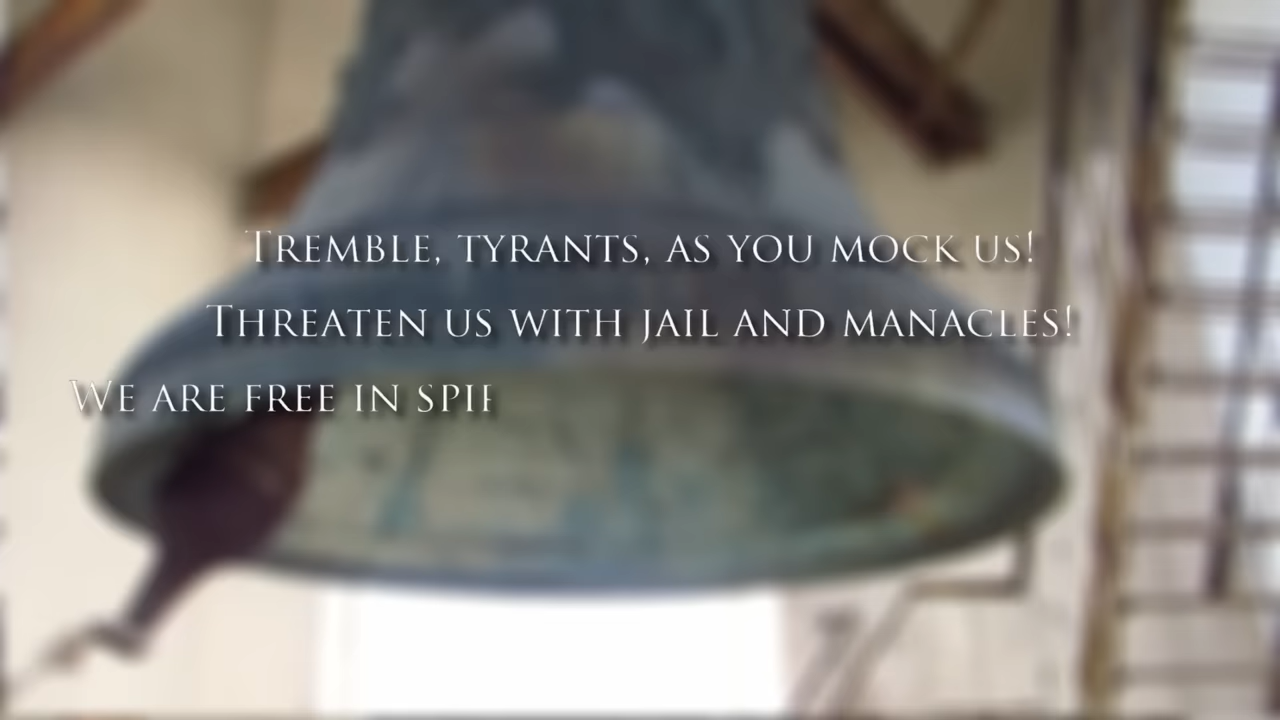 Tremble, tyrants, as you mock us!
Threaten us with jail and manacles!
We are free in